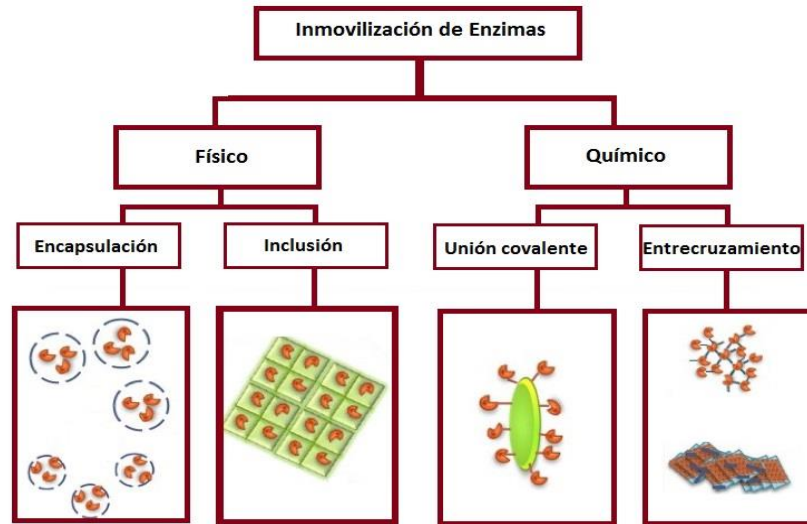 Inmovilización de Enzimas
Físico
Químico
Encapsulación
Inclusión
Unión covalente
Entrecruzamiento